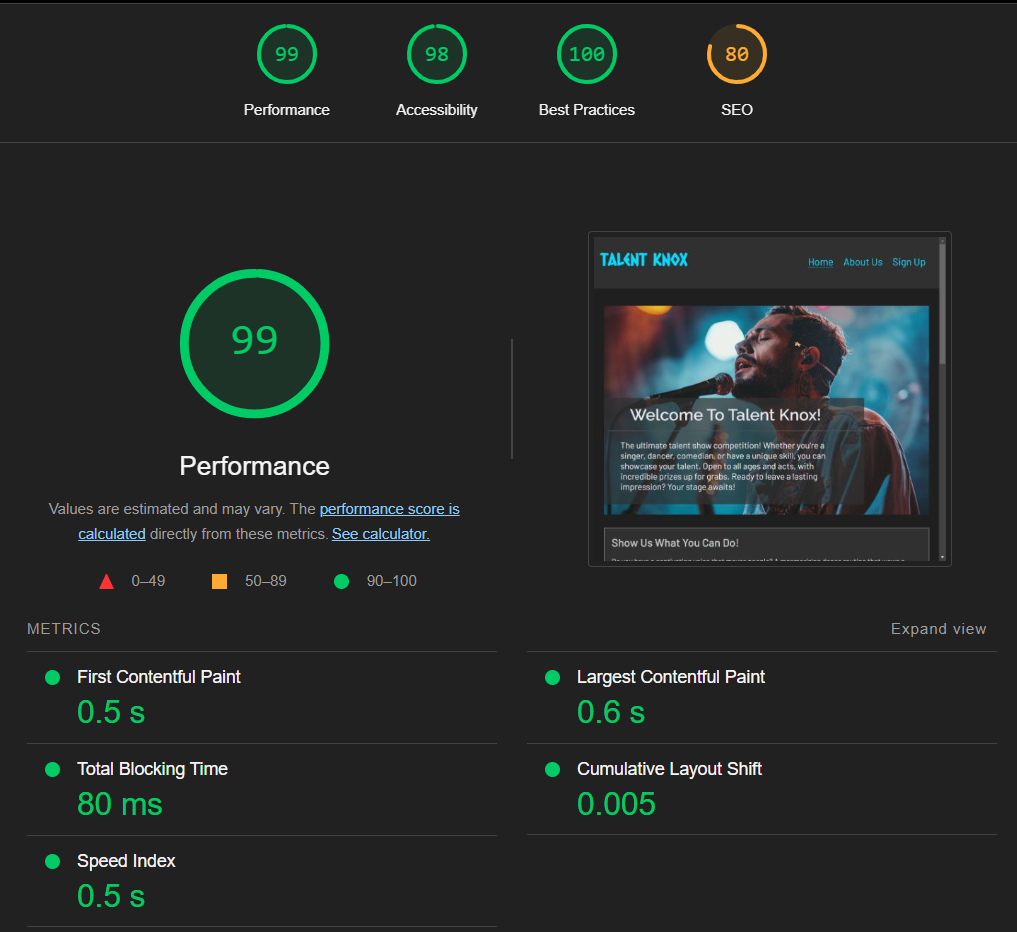 99
98
100
80
Performance
Accessibility
Best Practices
SEO
99
Performance
Values are estimated and may vary. The performance score is
calculated directly from these metrics. See calculator.
0–49
50–89
90–100
TALENT KNOX
Home
About Us
Sign Up
Welcome To Talent Knox!
The ultimate talent show competition! Whether you're a
singer, dancer, comedian, or have a unique skill, you can
showcase your talent. Open to all ages and acts, with
incredible prizes up for grabs. Ready to leave a lasting
impression? Your stage awaits!
Show Us What You Can Do!
METRICS
Expand view
First Contentful Paint
0.5 s
Largest Contentful Paint
0.6 s
Total Blocking Time
80 ms
Cumulative Layout Shift
0.005
Speed Index
0.5 s